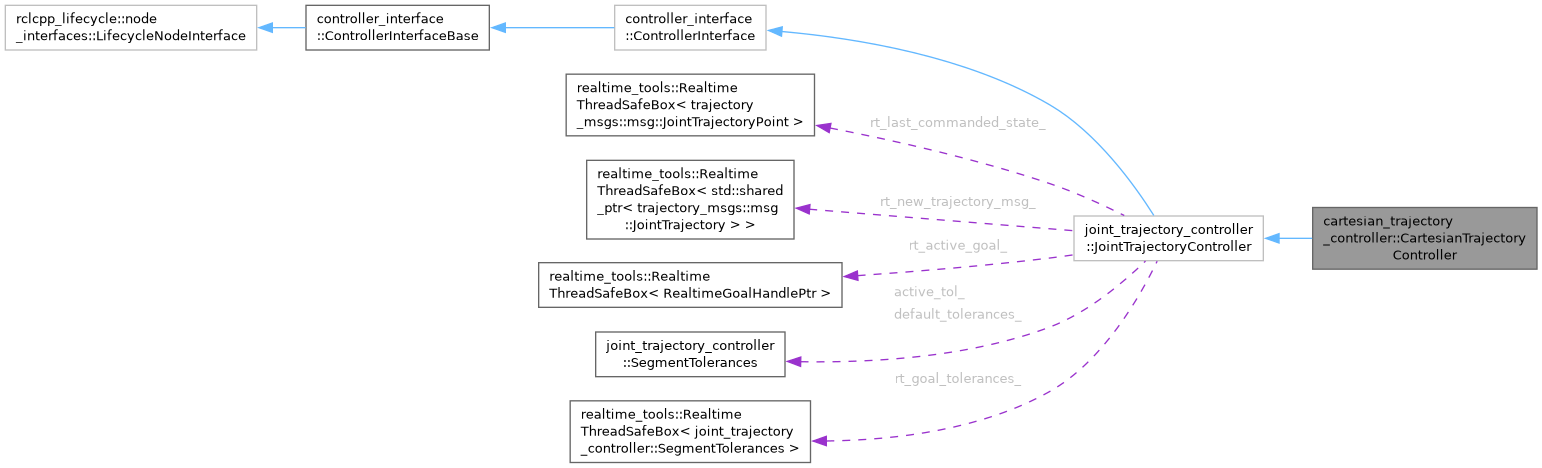 rclcpp_lifecycle::node
_interfaces::LifecycleNodeInterface
controller_interface
::ControllerInterfaceBase
controller_interface
::ControllerInterface
realtime_tools::Realtime
ThreadSafeBox< trajectory
_msgs::msg::JointTrajectoryPoint >
rt_last_commanded_state_
realtime_tools::Realtime
ThreadSafeBox< std::shared
_ptr< trajectory_msgs::msg
::JointTrajectory > >
rt_new_trajectory_msg_
joint_trajectory_controller
::JointTrajectoryController
cartesian_trajectory
_controller::CartesianTrajectory
Controller
rt_active_goal_
realtime_tools::Realtime
ThreadSafeBox< RealtimeGoalHandlePtr >
active_tol_
default_tolerances_
joint_trajectory_controller
::SegmentTolerances
rt_goal_tolerances_
realtime_tools::Realtime
ThreadSafeBox< joint_trajectory
_controller::SegmentTolerances >